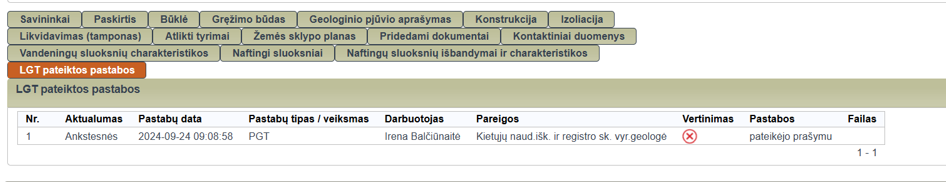 Savininkai Paskirtis Būklė Gręžimo būdas Geologinio pjūvio aprašymas Konstrukcija Izoliacija
Likvidavimas (tamponas) Atlikti tyrimai Žemės sklypo planas Pridedami dokumentai Kontaktiniai duomenys
Vandeningų sluoksnių charakteristikos Naftingi sluoksniai Naftingų sluoksnių išbandymai ir charakteristikos
LGT pateiktos pastabos
LGT pateiktos pastabos
Nr. Aktualumas Pastabų data Pastabų tipas / veiksmas Darbuotojas Pareigos Vertinimas Pastabos Failas
1 Ankstesnės 2024-09-24 09:08:58 PGT Irena Balčiūnaitė Kietųjų naud.išk. ir registro sk. vyr.geologė pateikėjo prašymu
1 - 1